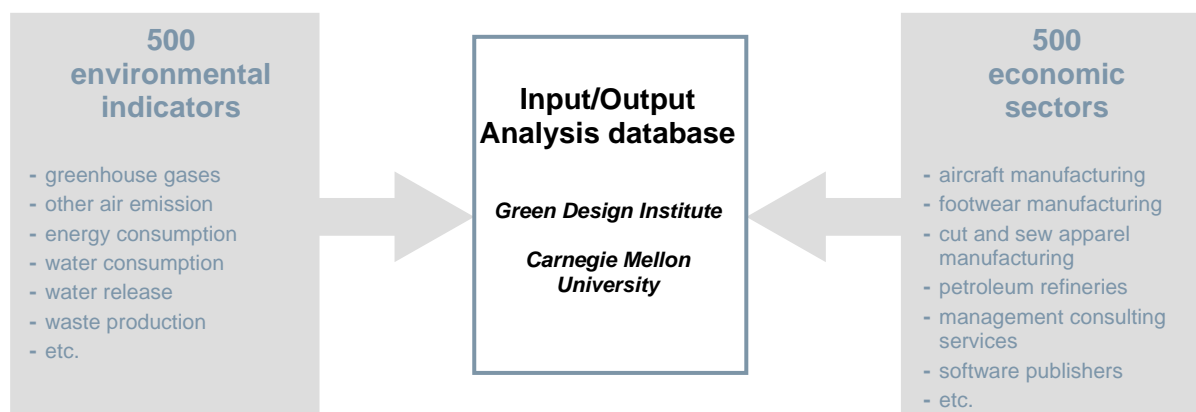 500
environmental
indicators
- greenhouse gases
- other air emission
- energy consumption
- water consumption
- water release
- waste production
- etc.
Input/Output
Analysis database
Green Design Institute
Carnegie Mellon
University
500
economic
sectors
- aircraft manufacturing
- footwear manufacturing
- cut and sew apparel
manufacturing
- petroleum refineries
- management consulting
services
- software publishers
- etc.